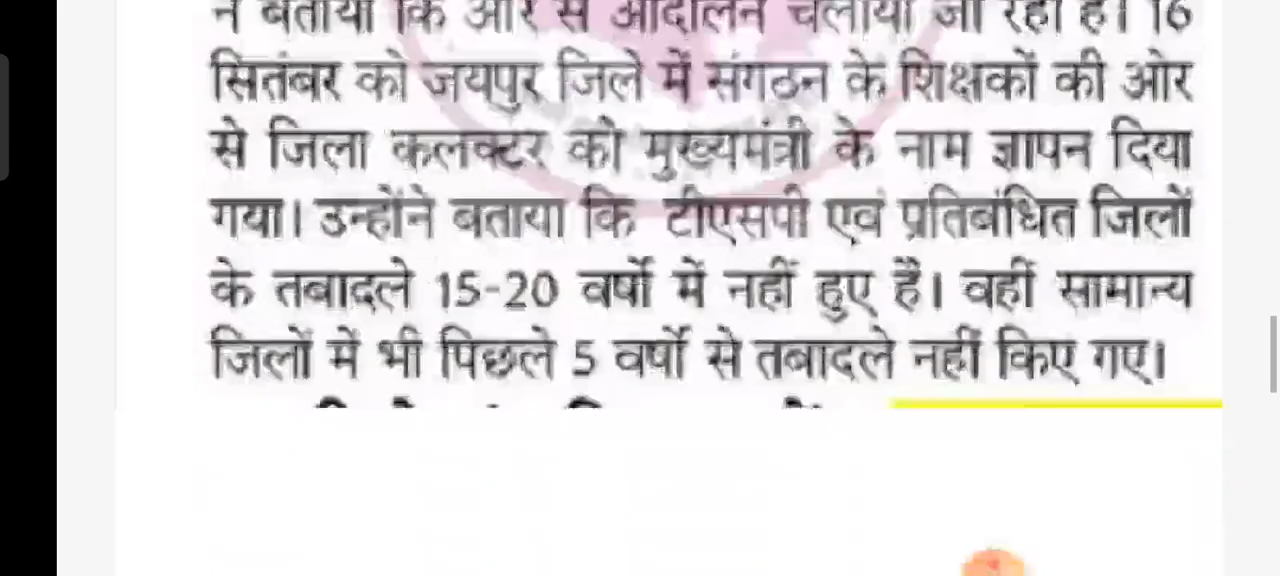 ने बताया कि ओर से आंदोलन चलाया जा रहा है। 16
सितंबर को जयपुर जिले में संगठन के शिक्षकों की ओर
से जिला कलक्टर को मुख्यमंत्री के नाम ज्ञापन दिया
गया। उन्होंने बताया कि टीएसपी एवं प्रतिबंधित जिलों
के तबादले 15-20 वर्षो में नहीं हुए है। वहीं सामान्य
जिलों में भी पिछले 5 वर्षो से तबादले नहीं किए गए।